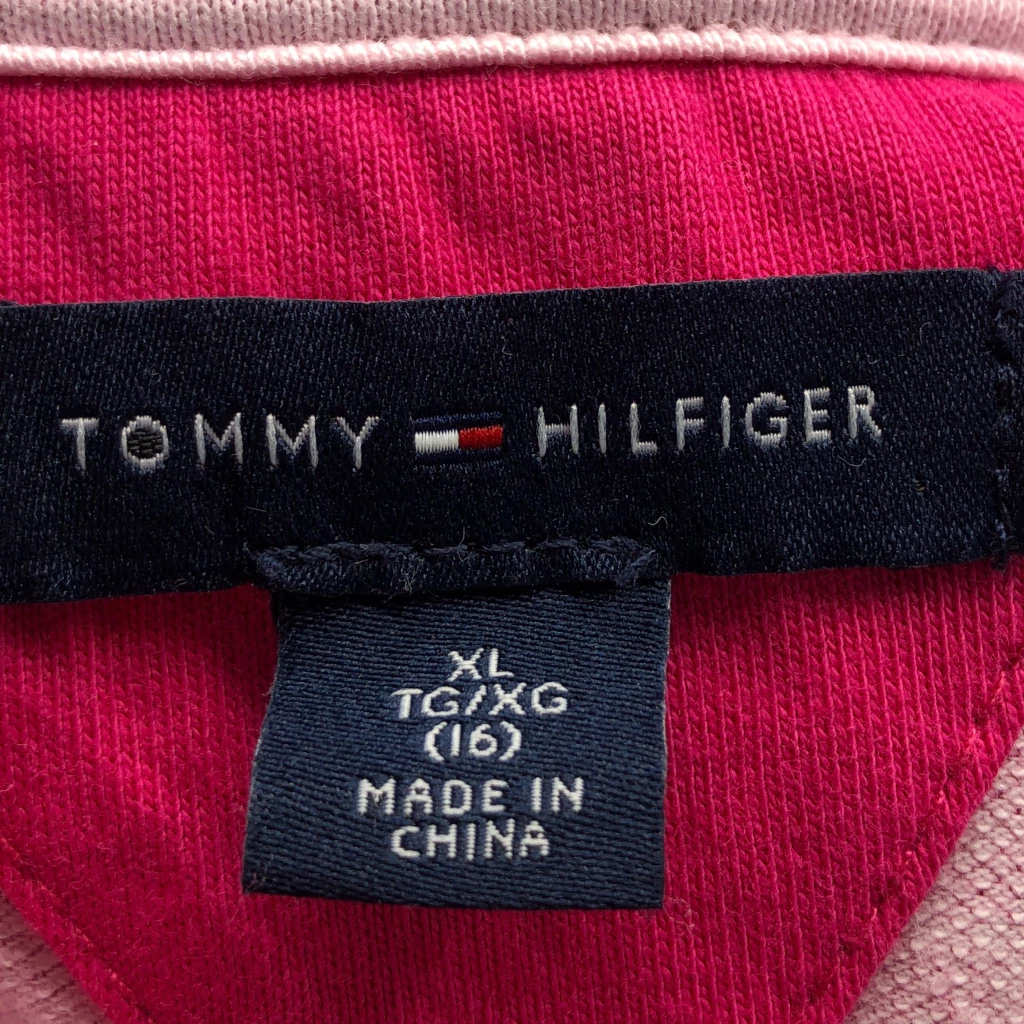 TOMMY HILFIGER
XL
TG/XG
(16)
MADE IN
CHINA